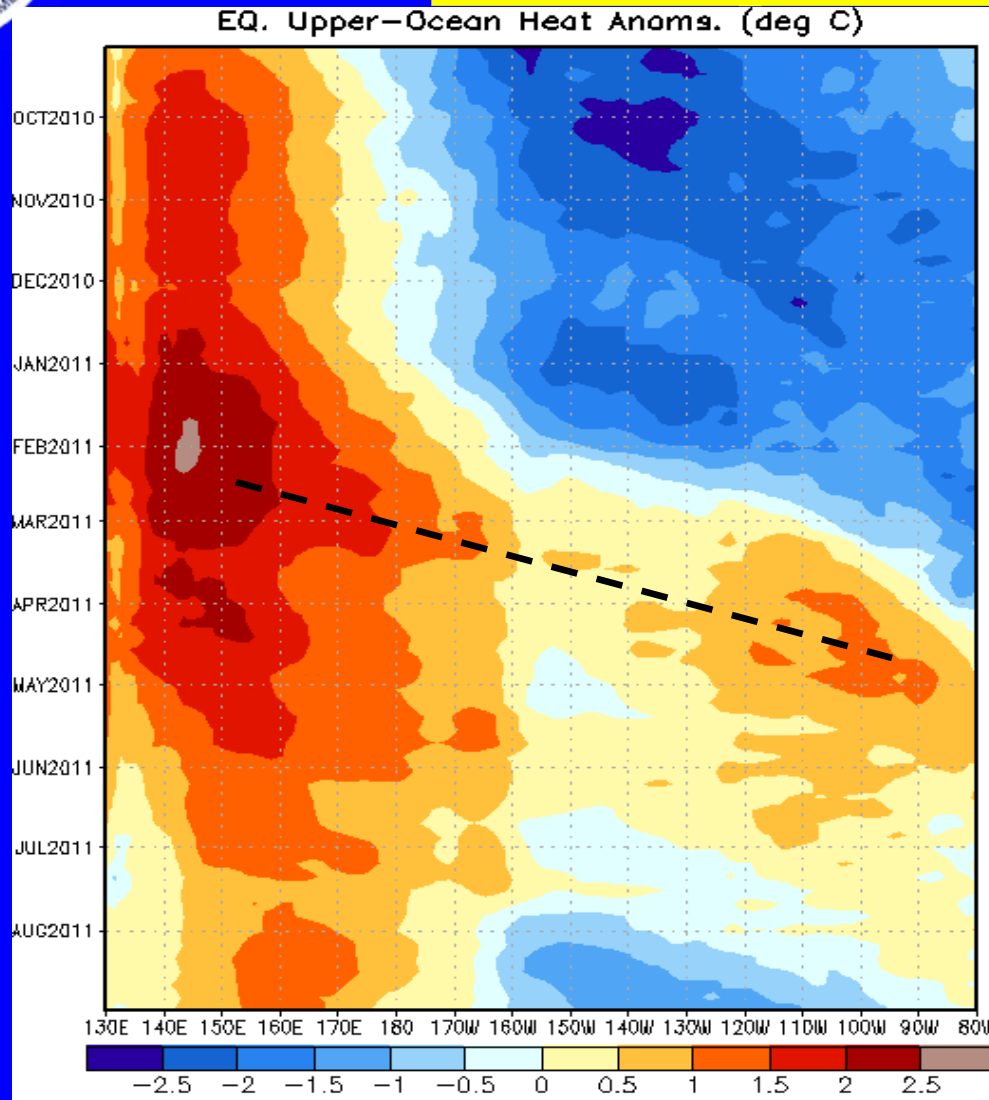 EQ. Upper-Ocean Heat Anoms. (deg C)
OCT2010
NOV2010
DEC2010
JAN2011
FEB2011
MAR2011
APR2011
MAY2011
JUN2011
JUL2011
AUG2011
130E 140E 150E 160E 170E 180 170W 160W 150W 140W 130W 120W 110W 100W 90W 80W
-2.5 -2 -1.5 -1 -0.5 0 0.5 1 1.5 2 2.5